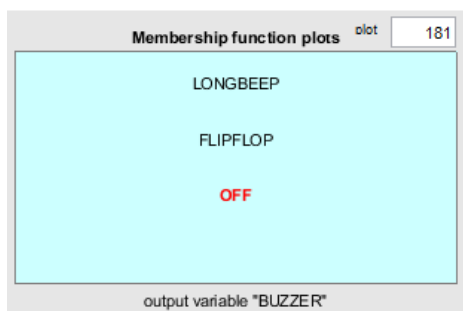 Membership function plots plot 181
LONGBEEP
FLIPFLOP
OFF
output variable "BUZZER"